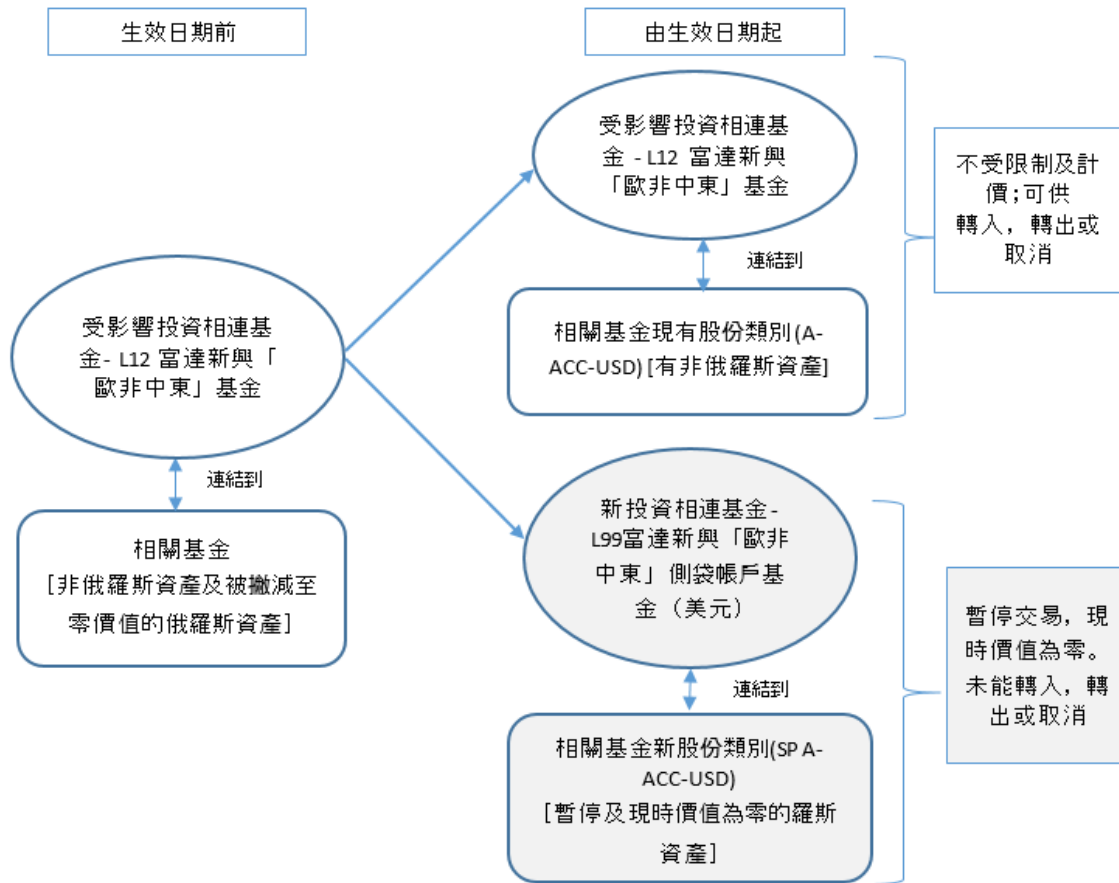 生效日期前
由生效日期起
受影響投資相連基
金- L12 富達新興「
歐非中東」基金
連結到
相關基金
[非俄羅斯資產及被撇減至
零價值的俄羅斯資產]
受影響投資相連基
金 - L12 富達新興
「歐非中東」基金
連結到
相關基金現有股份類別(A-
ACC-USD) [有非俄羅斯資產]
不受限制及計
價;可供
轉入，轉出或
取消
新投資相連基金-
L99富達新興「歐非
中東」側袋帳戶基
金（美元）
連結到
相關基金新股份類別(SP A-
ACC-USD)
[暫停及現時價值為零的羅斯
資產]
暫停交易，現
時價值為零。
未能轉入，轉
出或取消